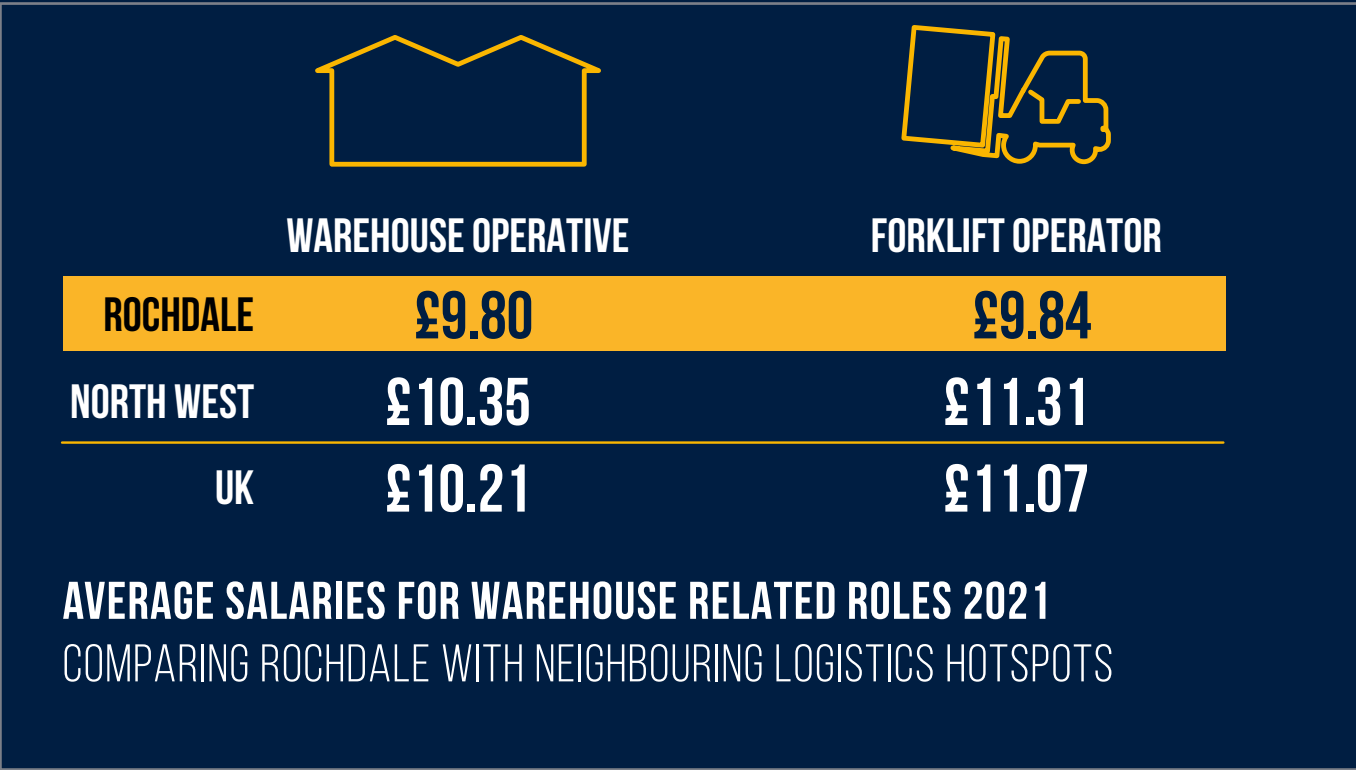 WAREHOUSE OPERATIVE FORKLIFT OPERATOR
ROCHDALE £9.80 £9.84
NORTH WEST £10.35 £11.31
UK £10.21 £11.07
AVERAGE SALARIES FOR WAREHOUSE RELATED ROLES 2021
COMPARING ROCHDALE WITH NEIGHBOURING LOGISTICS HOTSPOTS